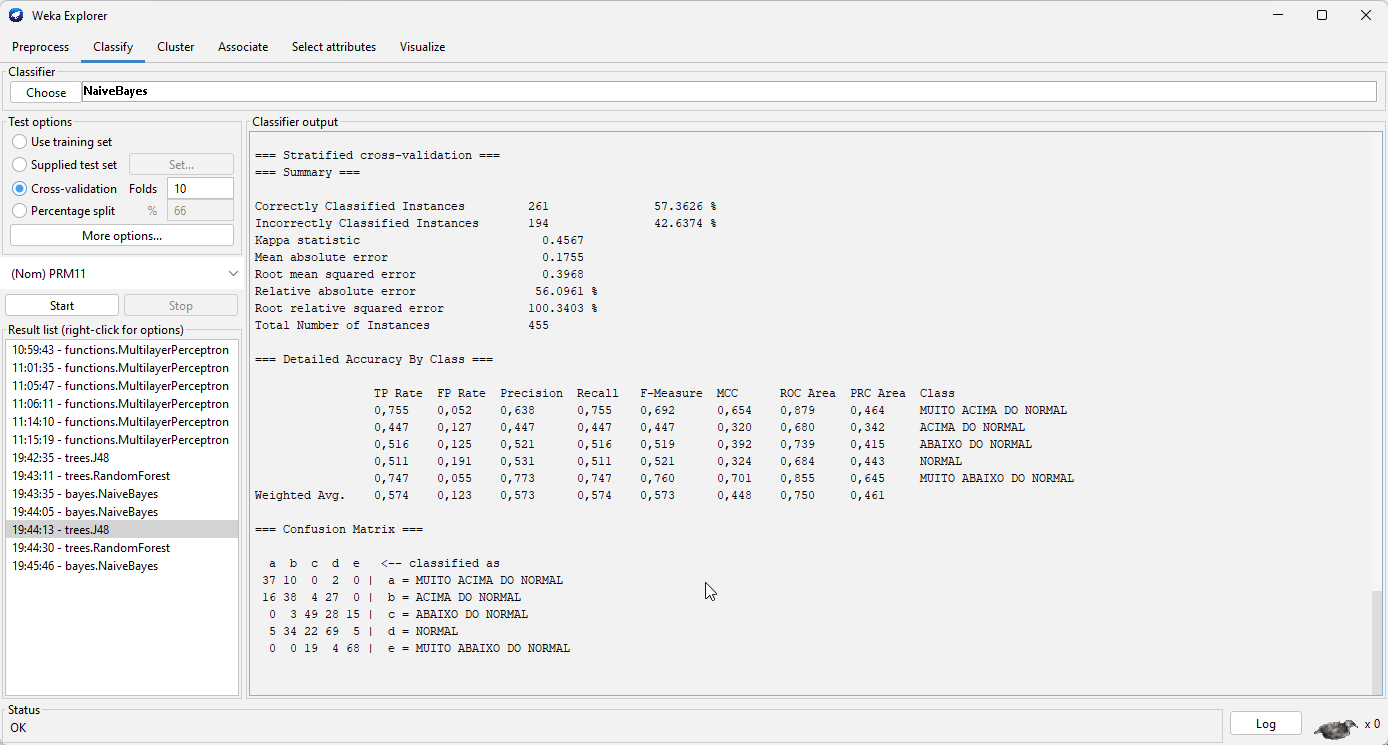 Weka Explorer
Preprocess Classify Cluster Associate Select attributes Visualize
Classifier
Choose NaiveBayes
Test options
Use training set
Supplied test set Set...
Cross-validation Folds 10
Percentage split % 66
More options...
(Nom) PRM11
Start Stop
Result list (right-click for options)
10:59:43 - functions.MultilayerPerceptron
11:01:35 - functions.MultilayerPerceptron
11:05:47 - functions.MultilayerPerceptron
11:06:11 - functions.MultilayerPerceptron
11:14:10 - functions.MultilayerPerceptron
11:15:19 - functions.MultilayerPerceptron
19:42:35 - trees.J48
19:43:11 - trees.RandomForest
19:43:35 - bayes.NaiveBayes
19:44:05 - bayes.NaiveBayes
19:44:13 - trees.J48
19:44:30 - trees.RandomForest
19:45:46 - bayes.NaiveBayes
Classifier output
=== Stratified cross-validation ===
=== Summary ===
Correctly Classified Instances 261 57.3626 %
Incorrectly Classified Instances 194 42.6374 %
Kappa statistic 0.4567
Mean absolute error 0.1755
Root mean squared error 0.3968
Relative absolute error 56.0961 %
Root relative squared error 100.3403 %
Total Number of Instances 455
=== Detailed Accuracy By Class ===
TP Rate FP Rate Precision Recall F-Measure MCC ROC Area PRC Area Class
0,755 0,052 0,638 0,755 0,692 0,654 0,879 0,464 MUITO ACIMA DO NORMAL
0,447 0,127 0,447 0,447 0,447 0,320 0,680 0,342 ACIMA DO NORMAL
0,516 0,125 0,521 0,516 0,519 0,392 0,739 0,415 ABAIXO DO NORMAL
0,511 0,191 0,531 0,511 0,521 0,324 0,684 0,443 NORMAL
0,747 0,055 0,773 0,747 0,760 0,701 0,855 0,645 MUITO ABAIXO DO NORMAL
Weighted Avg. 0,574 0,123 0,573 0,574 0,573 0,448 0,750 0,461
=== Confusion Matrix ===
a b c d e <-- classified as
37 10 0 2 0 | a = MUITO ACIMA DO NORMAL
16 38 4 27 0 | b = ACIMA DO NORMAL
0 3 49 28 15 | c = ABAIXO DO NORMAL
5 34 22 69 5 | d = NORMAL
0 0 19 4 68 | e = MUITO ABAIXO DO NORMAL
Status
OK
Log
x 0